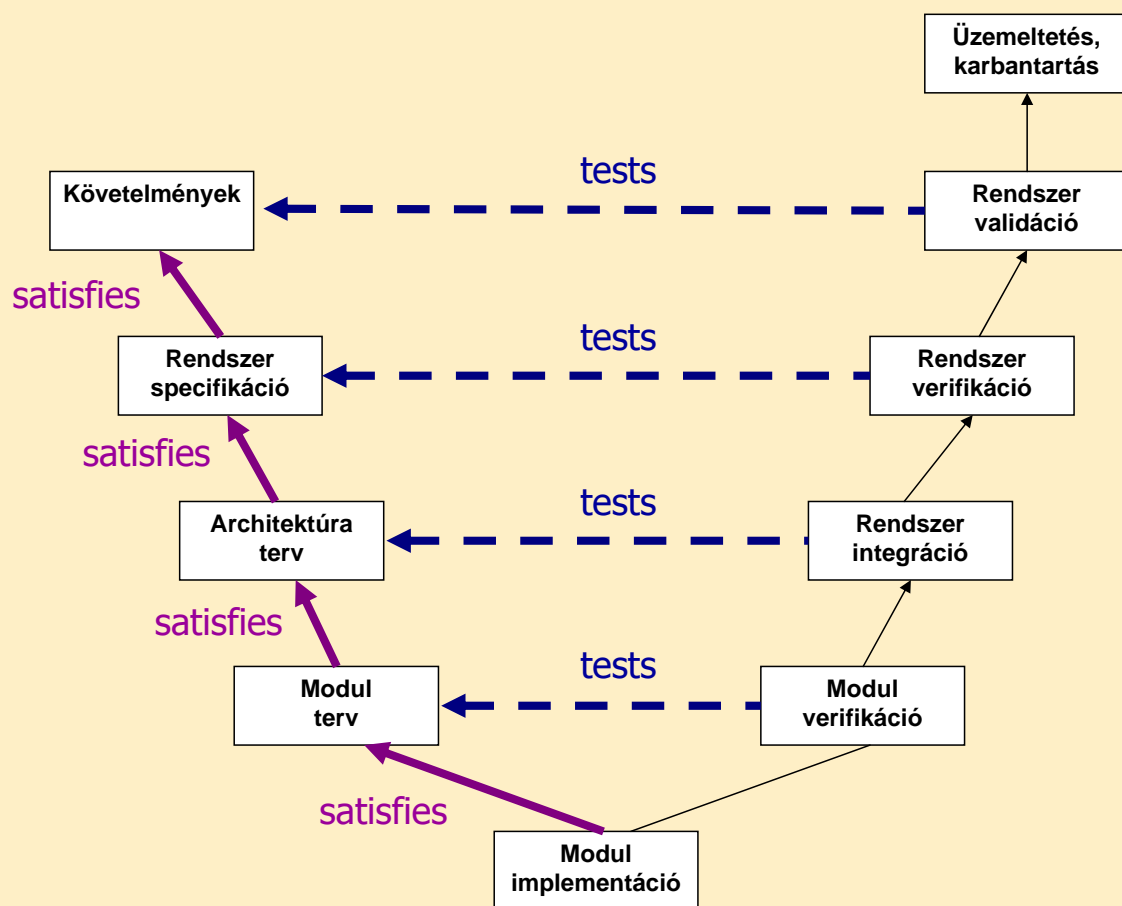 Üzemeltetés,
karbantartás
tests
Követelmények
Rendszer
validáció
satisfies
tests
Rendszer
specifikáció
Rendszer
verifikáció
satisfies
tests
Architektúra
terv
Rendszer
integráció
satisfies
tests
Modul
terv
Modul
verifikáció
satisfies
Modul
implementáció